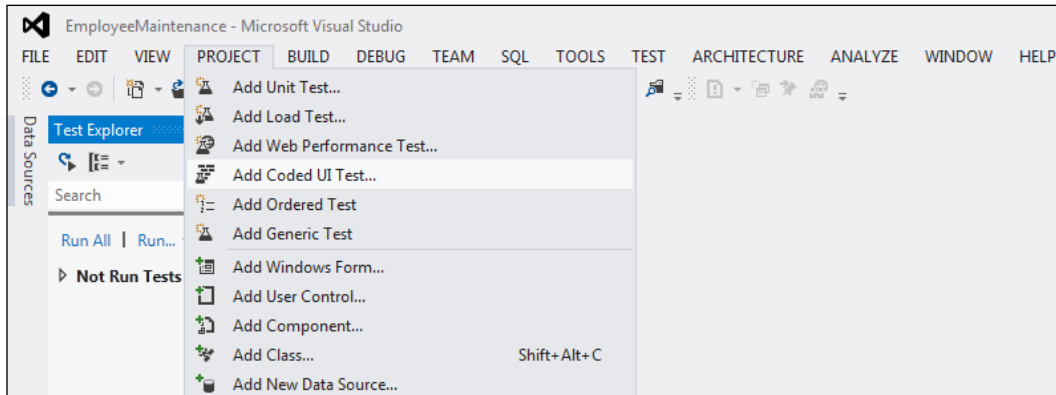 EmployeeMaintenance - Microsoft Visual Studio
FILE EDIT VIEW PROJECT BUILD DEBUG TEAM SQL TOOLS TEST ARCHITECTURE ANALYZE WINDOW HELP
Data Sources
Test Explorer
Search
Run All | Run...
Not Run Tests
Add Unit Test...
Add Load Test...
Add Web Performance Test...
Add Coded UI Test...
Add Ordered Test
Add Generic Test
Add Windows Form...
Add User Control...
Add Component...
Add Class... Shift+Alt+C
Add New Data Source...